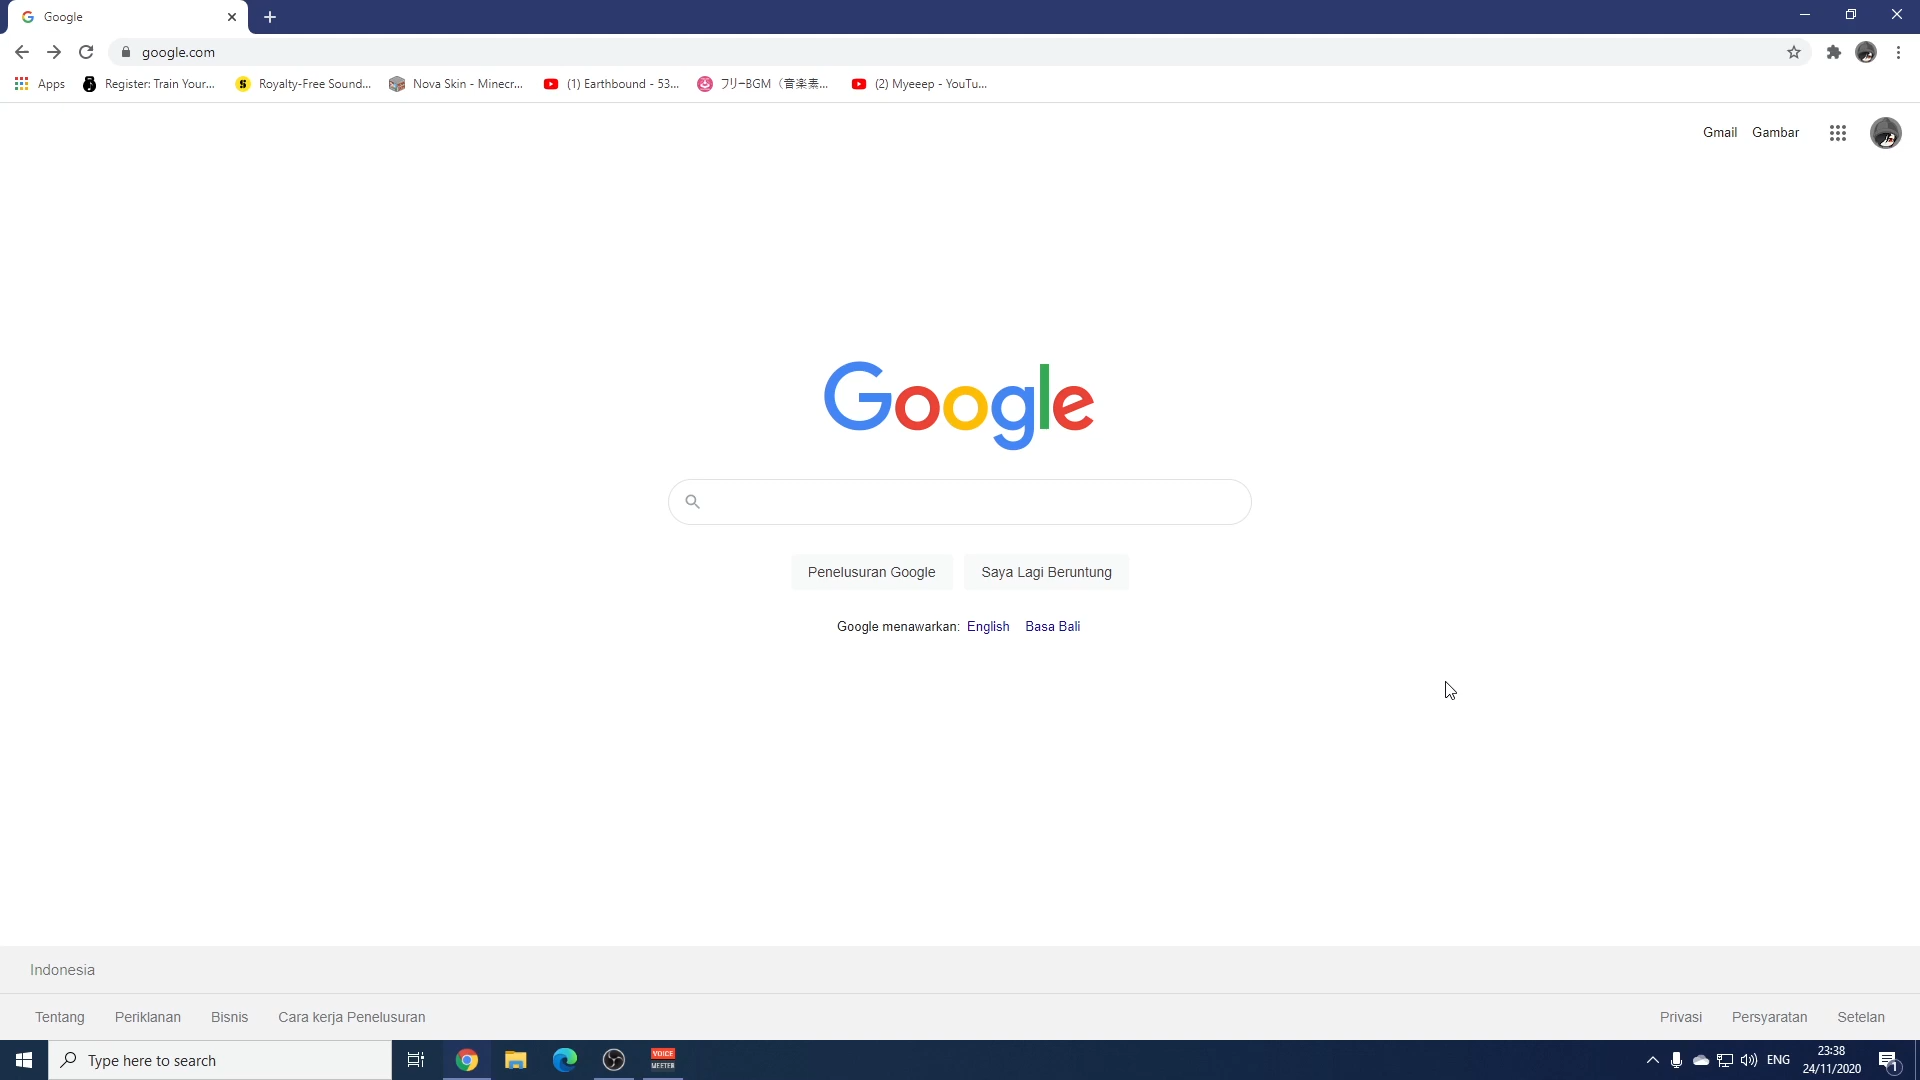 Google
google.com
Apps Register: Train Your... Royalty-Free Sound... Nova Skin - Minecr... (1) Earthbound - 53... フリーBGM（音楽素... (2) Myeeep - YouTu...
Gmail Gambar
Google
Penelusuran Google Saya Lagi Beruntung
Google menawarkan: English Basa Bali
Indonesia
Tentang Periklanan Bisnis Cara kerja Penelusuran Privasi Persyaratan Setelan
Type here to search VOICE MEETER ENG 23:38 24/11/2020 1